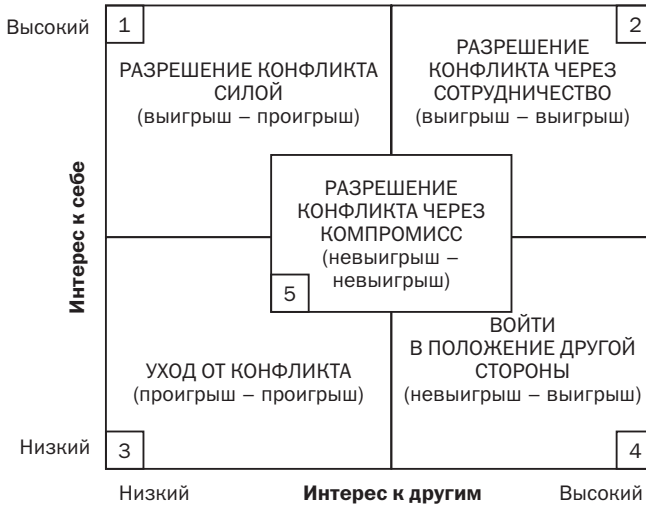 Высокий
1
РАЗРЕШЕНИЕ КОНФЛИКТА
СИЛОЙ
(выигрыш – проигрыш)
2
РАЗРЕШЕНИЕ
КОНФЛИКТА ЧЕРЕЗ
СОТРУДНИЧЕСТВО
(выигрыш – выигрыш)
Интерес к себе
РАЗРЕШЕНИЕ
КОНФЛИКТА ЧЕРЕЗ
КОМПРОМИСС
(невыигрыш –
невыигрыш)
5
УХОД ОТ КОНФЛИКТА
(проигрыш – проигрыш)
3
ВОЙТИ
В ПОЛОЖЕНИЕ ДРУГОЙ
СТОРОНЫ
(невыигрыш – выигрыш)
4
Низкий
Низкий
Интерес к другим
Высокий